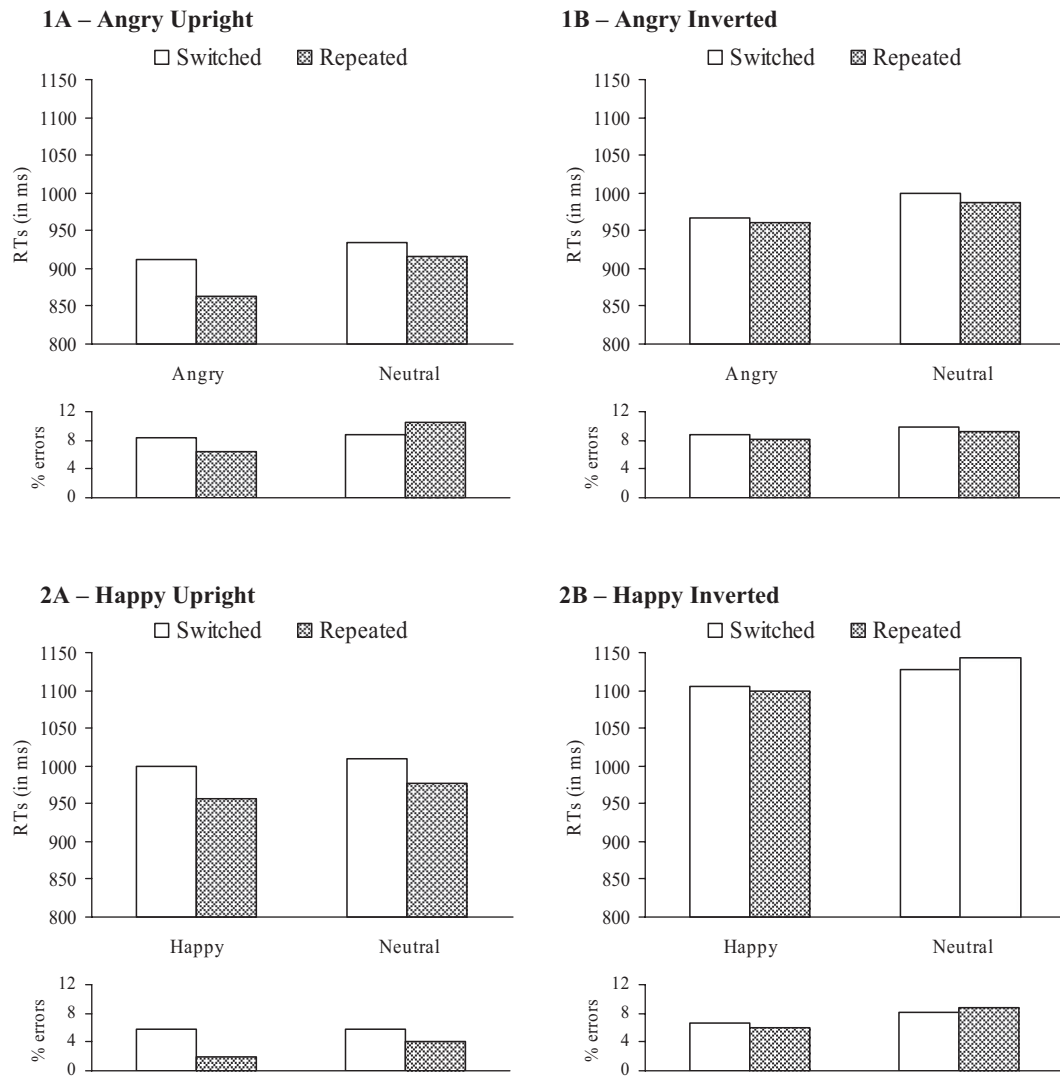 1A – Angry Upright
Switched Repeated
1150
1100
1050
1000
950
900
850
800
RTs (in ms)
Angry Neutral
12
8
4
0
% errors
1B – Angry Inverted
Switched Repeated
1150
1100
1050
1000
950
900
850
800
RTs (in ms)
Angry Neutral
12
8
4
0
% errors
2A – Happy Upright
Switched Repeated
1150
1100
1050
1000
950
900
850
800
RTs (in ms)
Happy Neutral
12
8
4
0
% errors
2B – Happy Inverted
Switched Repeated
1150
1100
1050
1000
950
900
850
800
RTs (in ms)
Happy Neutral
12
8
4
0
% errors